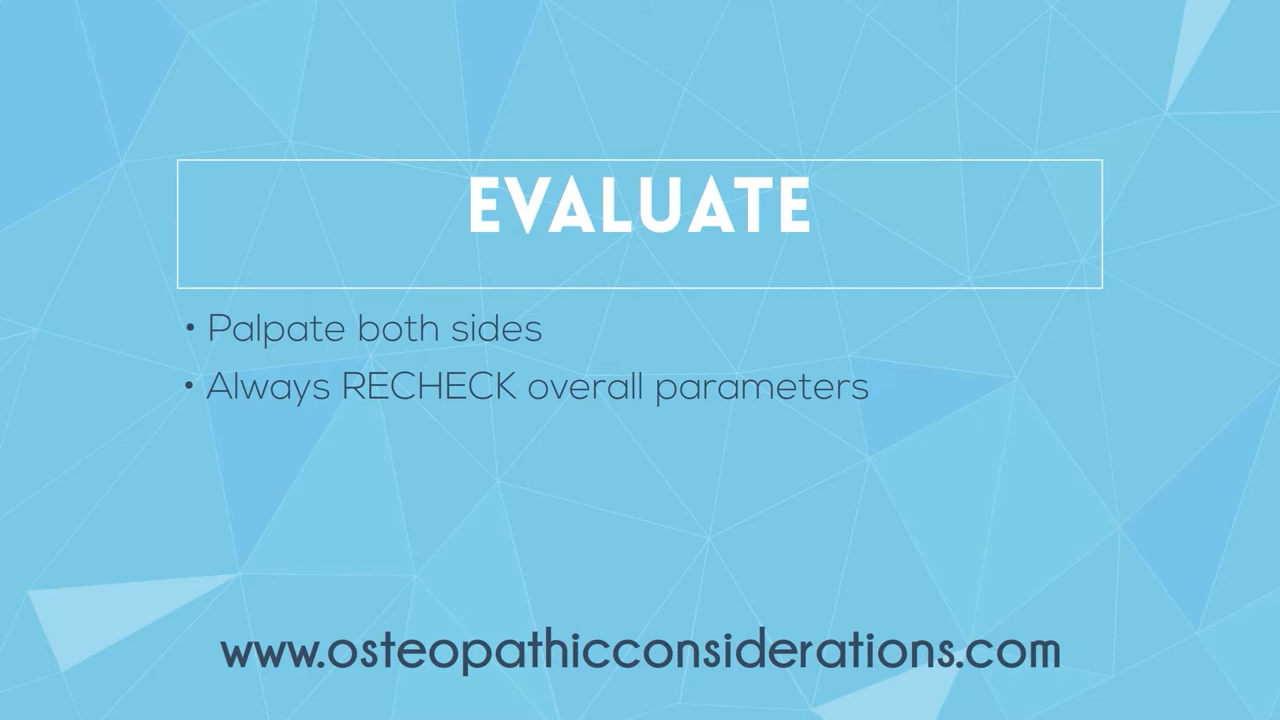 EVALUATE
• Palpate both sides
• Always RECHECK overall parameters
www.osteopathicconsiderations.com